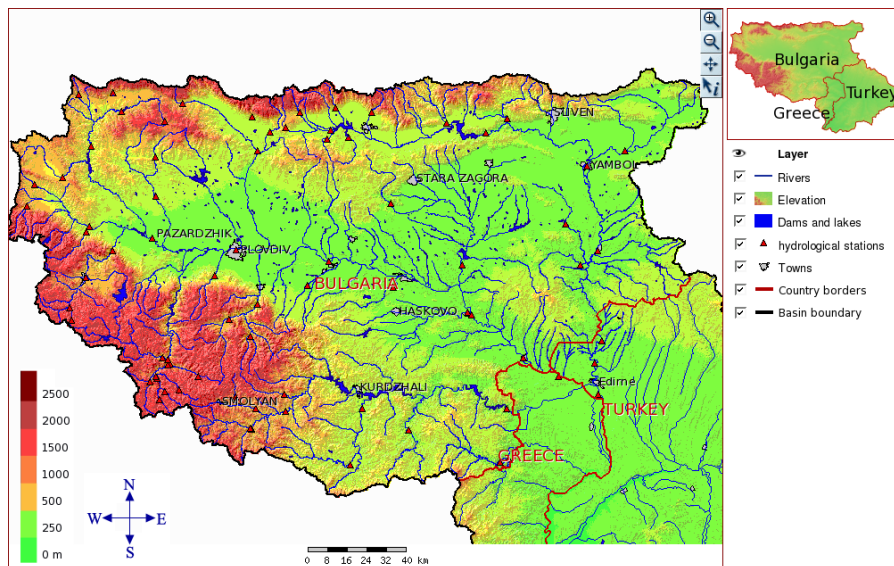 SLIVEN
YAMBOL
STARA ZAGORA
PAZARDZHIK
PLOVDIV
BULGARIA
HASKOVO
Edirne
KURDZHALI
SMOLYAN
TURKEY
GREECE
2500
2000
1500
1000
500
250
0 m
N
W E
S
0 8 16 24 32 40 km
Bulgaria
Turkey
Greece
Layer
Rivers
Elevation
Dams and lakes
hydrological stations
Towns
Country borders
Basin boundary
i